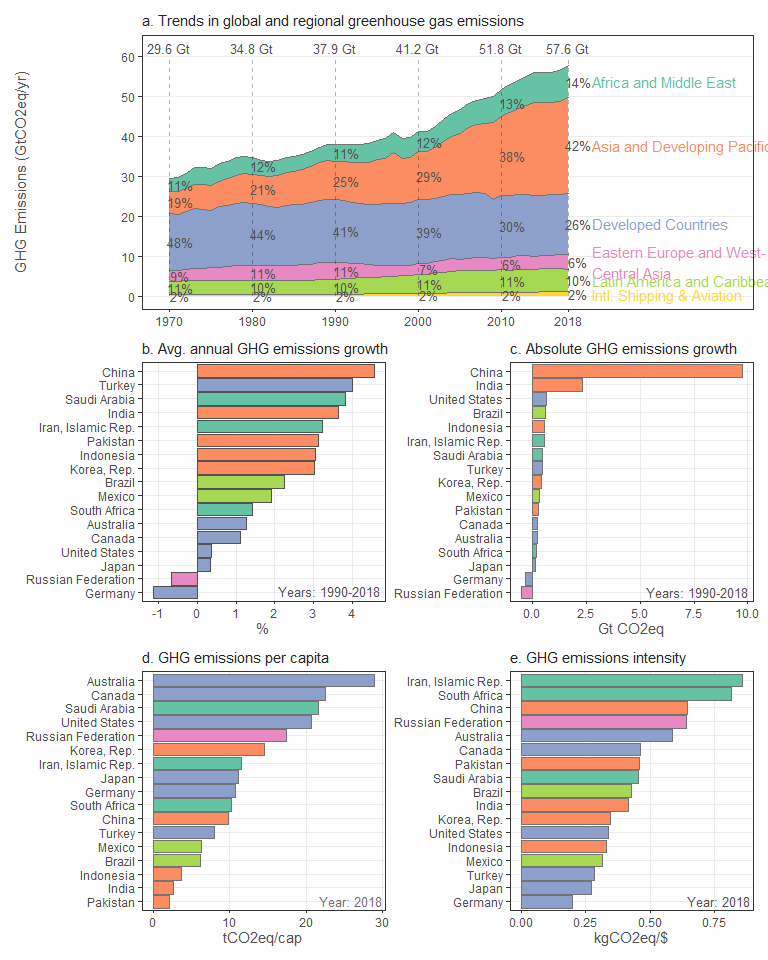 a. Trends in global and regional greenhouse gas emissions
GHG Emissions (GtCO2eq/yr)
60
50
40
30
20
10
0
29.6 Gt 34.8 Gt 37.9 Gt 41.2 Gt 51.8 Gt 57.6 Gt
11% 12% 11% 12% 13% 14% Africa and Middle East
19% 21% 25% 29% 38% 42% Asia and Developing Pacific
48% 44% 41% 39% 30% 26% Developed Countries
9% 11% 11% 7% 6% 6% Eastern Europe and West-
Central Asia
11% 10% 10% 11% 11% 10% Latin America and Caribbea
2% 2% 2% 2% 2% 2% Intl. Shipping & Aviation
1970 1980 1990 2000 2010 2018
b. Avg. annual GHG emissions growth
China
Turkey
Saudi Arabia
India
Iran, Islamic Rep.
Pakistan
Indonesia
Korea, Rep.
Brazil
Mexico
South Africa
Australia
Canada
United States
Japan
Russian Federation
Germany
Years: 1990-2018
-1 0 1 2 3 4
%
c. Absolute GHG emissions growth
China
India
United States
Brazil
Indonesia
Iran, Islamic Rep.
Saudi Arabia
Turkey
Korea, Rep.
Mexico
Pakistan
Canada
Australia
South Africa
Japan
Germany
Russian Federation
Years: 1990-2018
0.0 2.5 5.0 7.5 10.0
Gt CO2eq
d. GHG emissions per capita
Australia
Canada
Saudi Arabia
United States
Russian Federation
Korea, Rep.
Iran, Islamic Rep.
Japan
Germany
South Africa
China
Turkey
Mexico
Brazil
Indonesia
India
Pakistan
Year: 2018
0 10 20 30
tCO2eq/cap
e. GHG emissions intensity
Iran, Islamic Rep.
South Africa
China
Russian Federation
Australia
Canada
Pakistan
Saudi Arabia
Brazil
India
Korea, Rep.
United States
Indonesia
Mexico
Turkey
Japan
Germany
Year: 2018
0.00 0.25 0.50 0.75
kgCO2eq/$